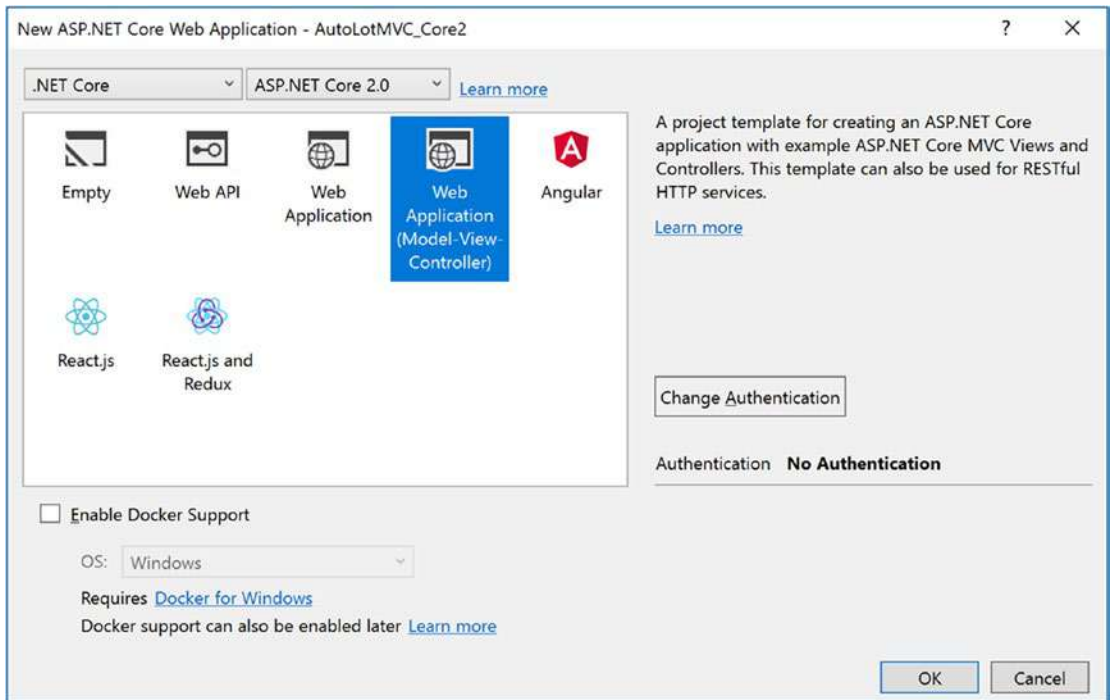 New ASP.NET Core Web Application - AutoLotMVC_Core2
?
.NET Core
ASP.NET Core 2.0
Learn more
Empty
Web API
Web
Application
Web
Application
(Model-View-
Controller)
Angular
React.js
React.js and
Redux
A project template for creating an ASP.NET Core
application with example ASP.NET Core MVC Views and
Controllers. This template can also be used for RESTful
HTTP services.
Learn more
Change Authentication
Authentication No Authentication
Enable Docker Support
OS: Windows
Requires Docker for Windows
Docker support can also be enabled later Learn more
OK
Cancel